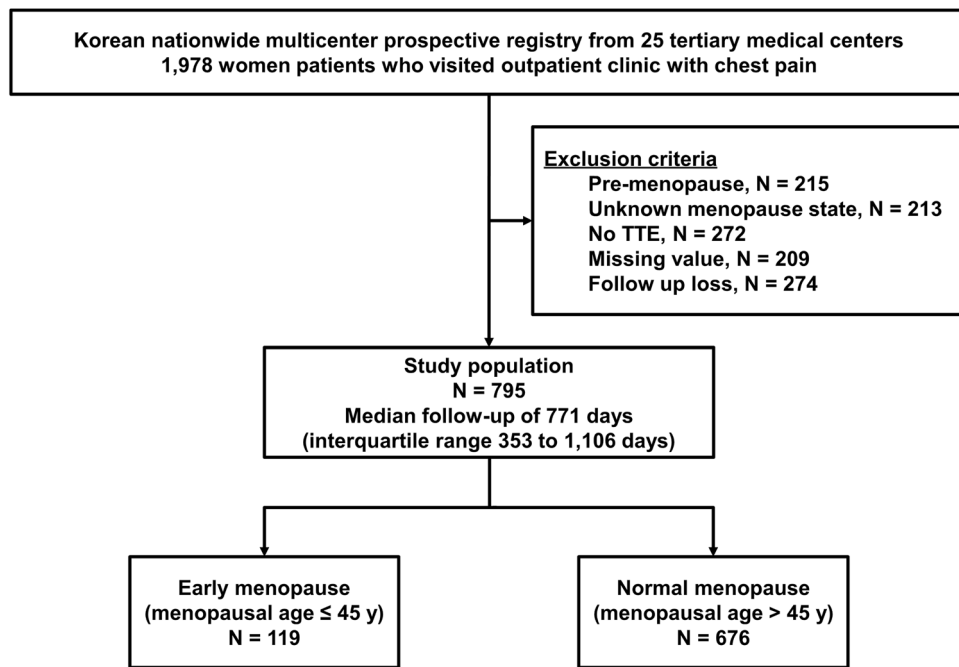 Korean nationwide multicenter prospective registry from 25 tertiary medical centers
1,978 women patients who visited outpatient clinic with chest pain
Exclusion criteria
Pre-menopause, N = 215
Unknown menopause state, N = 213
No TTE, N = 272
Missing value, N = 209
Follow up loss, N = 274
Study population
N = 795
Median follow-up of 771 days
(interquartile range 353 to 1,106 days)
Early menopause
(menopausal age ≤ 45 y)
N = 119
Normal menopause
(menopausal age > 45 y)
N = 676